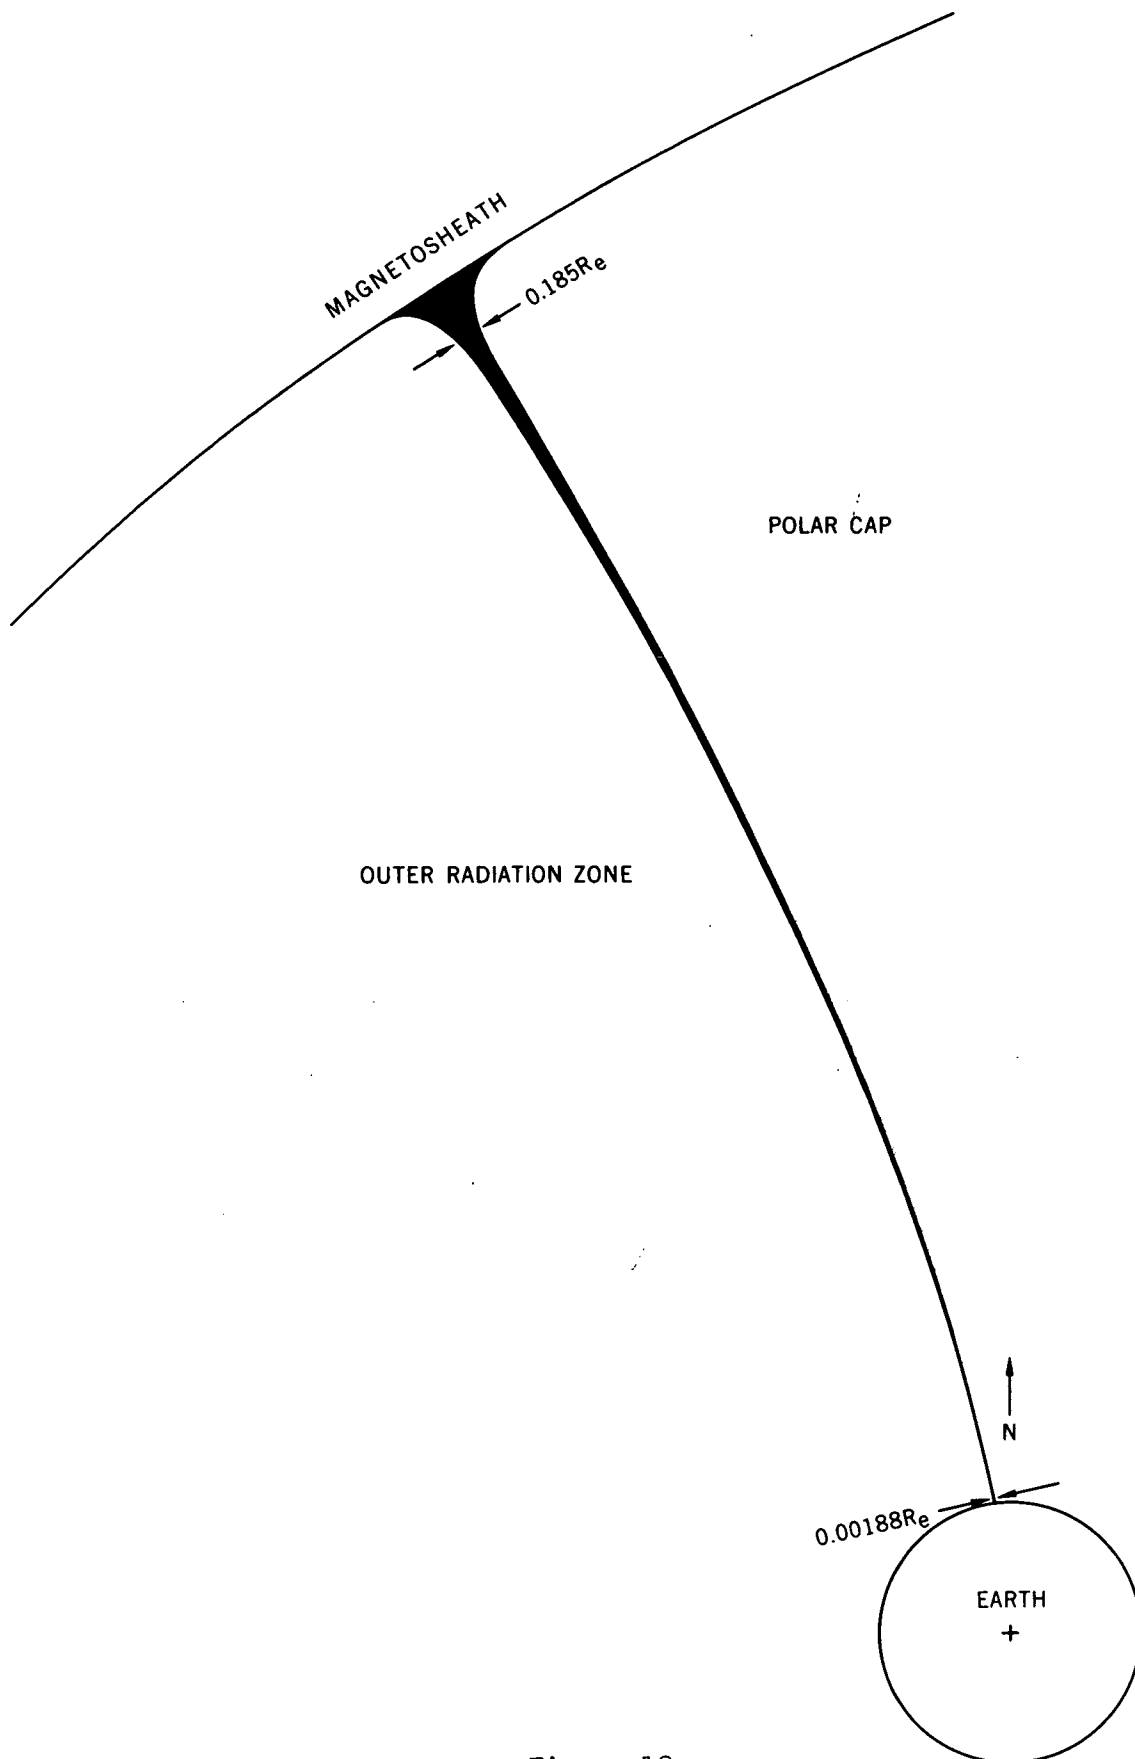 MAGNETOSHEATH
0.185Re
POLAR CAP
OUTER RADIATION ZONE
N
0.00188Re
EARTH
+